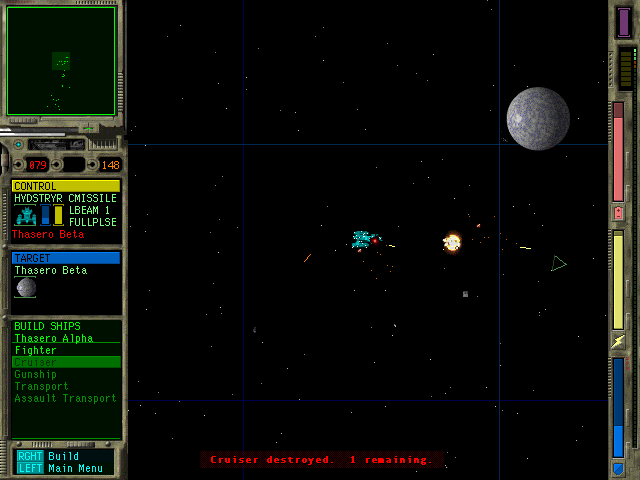 079 148
CONTROL
HVDSTRYR CMISSILE
LBEAM 1
FULLPLSE
Thasero Beta
TARGET
Thasero Beta
BUILD SHIPS
Thasero Alpha
Fighter
Cruiser
Gunship
Transport
Assault Transport
RGHT Build
LEFT Main Menu
Cruiser destroyed. 1 remaining.